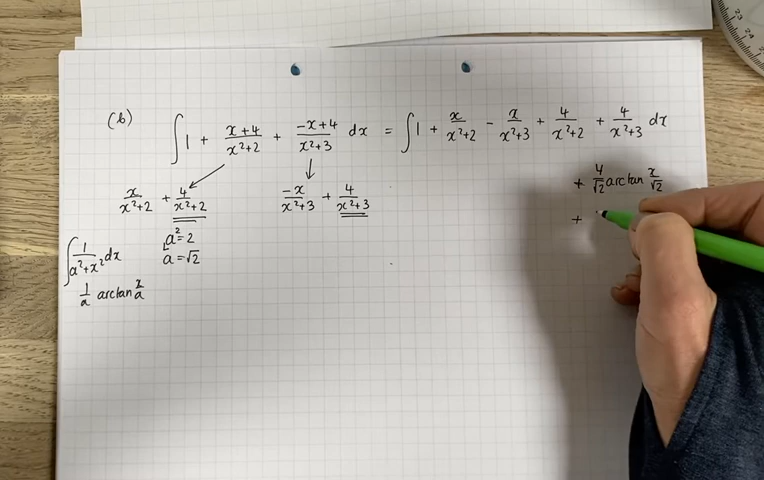 (b) ∫ 1 + (x+4)/(x²+2) + (-x+4)/(x²+3) dx = ∫ 1 + x/(x²+2) - x/(x²+3) + 4/(x²+2) + 4/(x²+3) dx
+ 4/√2 arctan x/√2
x/(x²+2) + 4/(x²+2)
-x/(x²+3) + 4/(x²+3)
+
∫ 1/(a²+x²) dx
a²=2
a=√2
1/a arctan x/a
23
24